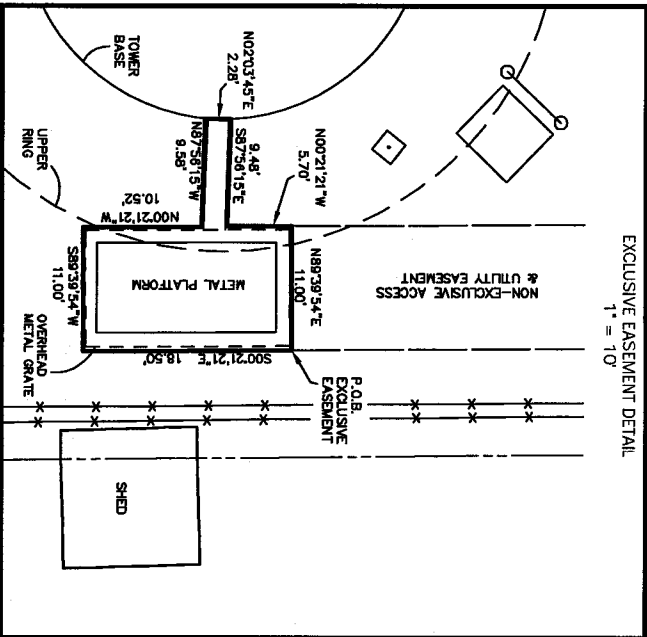 EXCLUSIVE EASEMENT DETAIL
1" = 10'
TOWER
BASE
N02°03'45"E
2.28'
UPPER
RING
9.48'
S87°56'15"E
N87°56'15"W
9.58'
N00°21'21"W
5.70'
N00°21'21"W
10.52'
N89°39'54"E
11.00'
S89°39'54"W
11.00'
METAL PLATFORM
S00°21'21"E
18.50'
NON-EXCLUSIVE ACCESS
& UTILITY EASEMENT
OVERHEAD
METAL GRATE
P.O.B.
EXCLUSIVE
EASEMENT
SHED